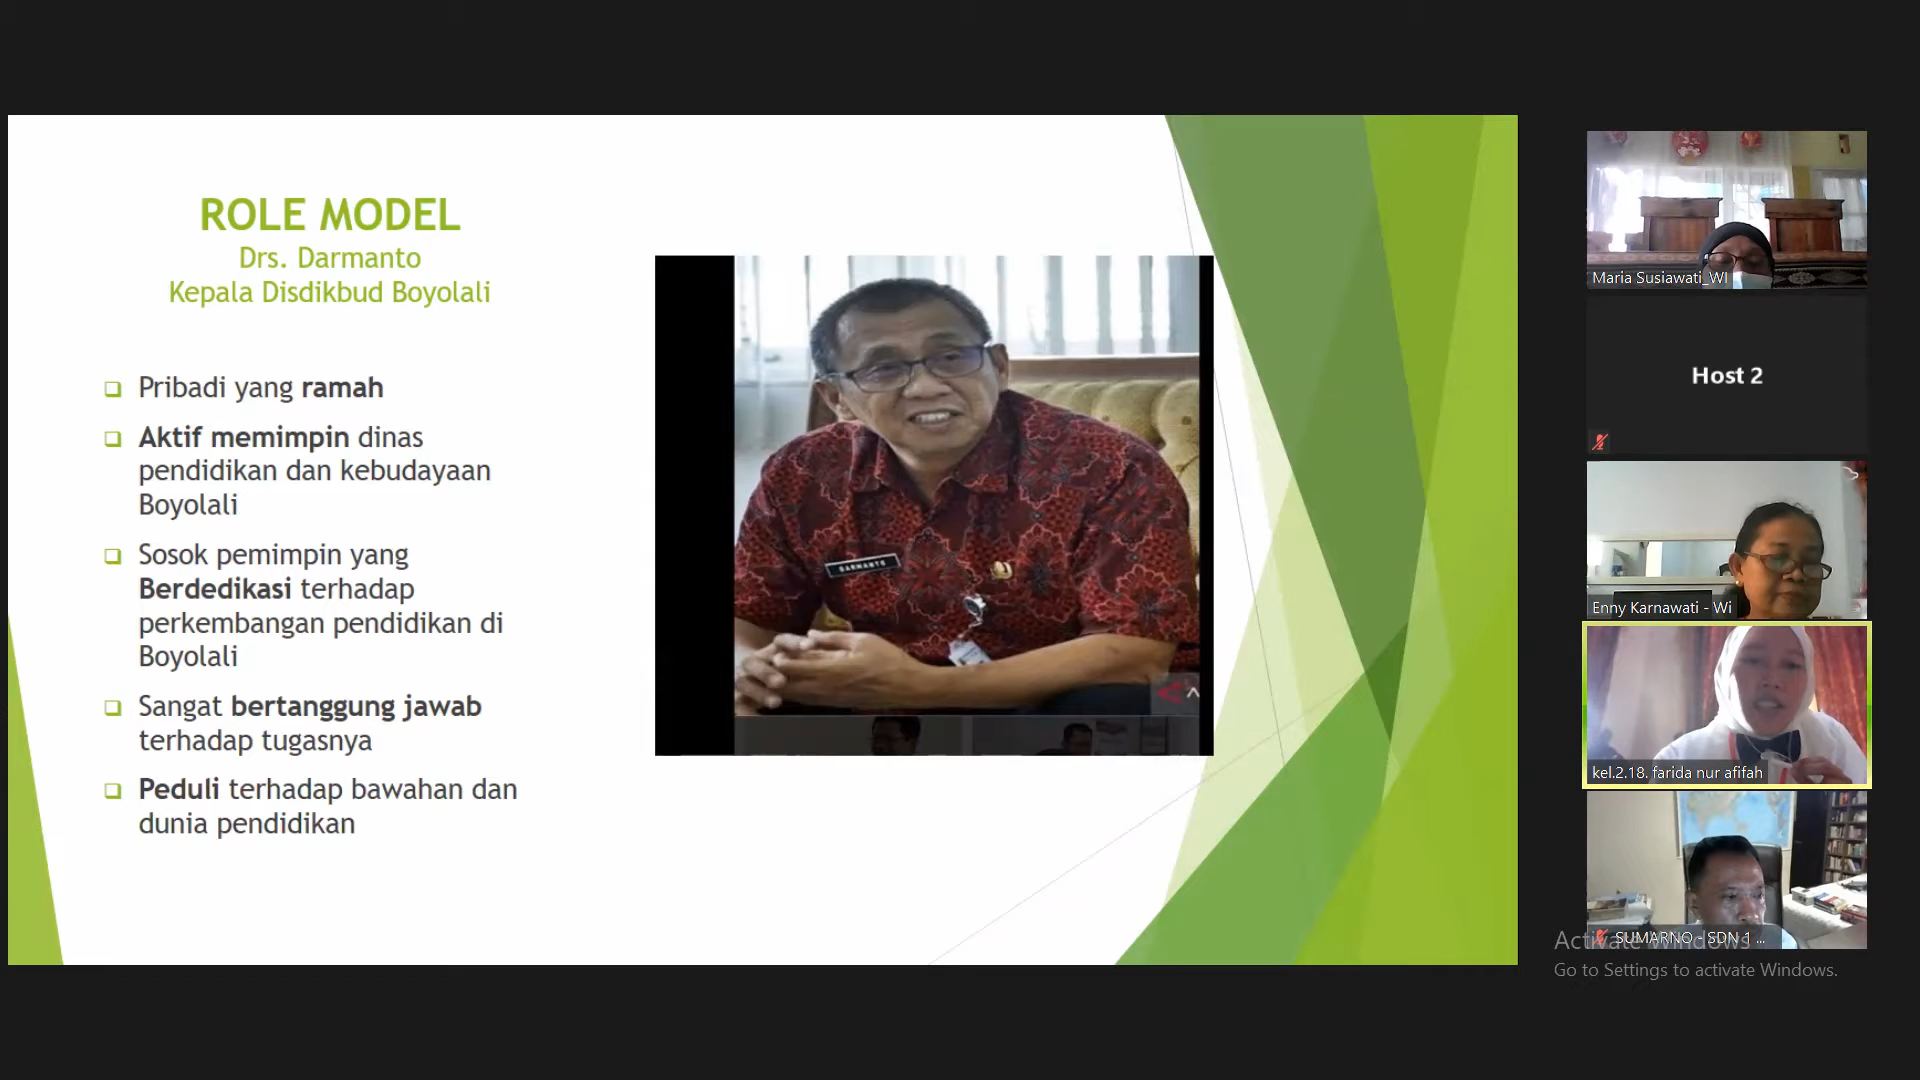 ROLE MODEL
Drs. Darmanto
Kepala Disdikbud Boyolali
Pribadi yang ramah
Aktif memimpin dinas
pendidikan dan kebudayaan
Boyolali
Sosok pemimpin yang
Berdedikasi terhadap
perkembangan pendidikan di
Boyolali
Sangat bertanggung jawab
terhadap tugasnya
Peduli terhadap bawahan dan
dunia pendidikan
DARMANTO
Maria Susiawati_WI
Host 2
Enny Karnawati - Wi
kel.2.18. farida nur afifah
SUMARNO - SDN 1 ...
Activate Windows
Go to Settings to activate Windows.